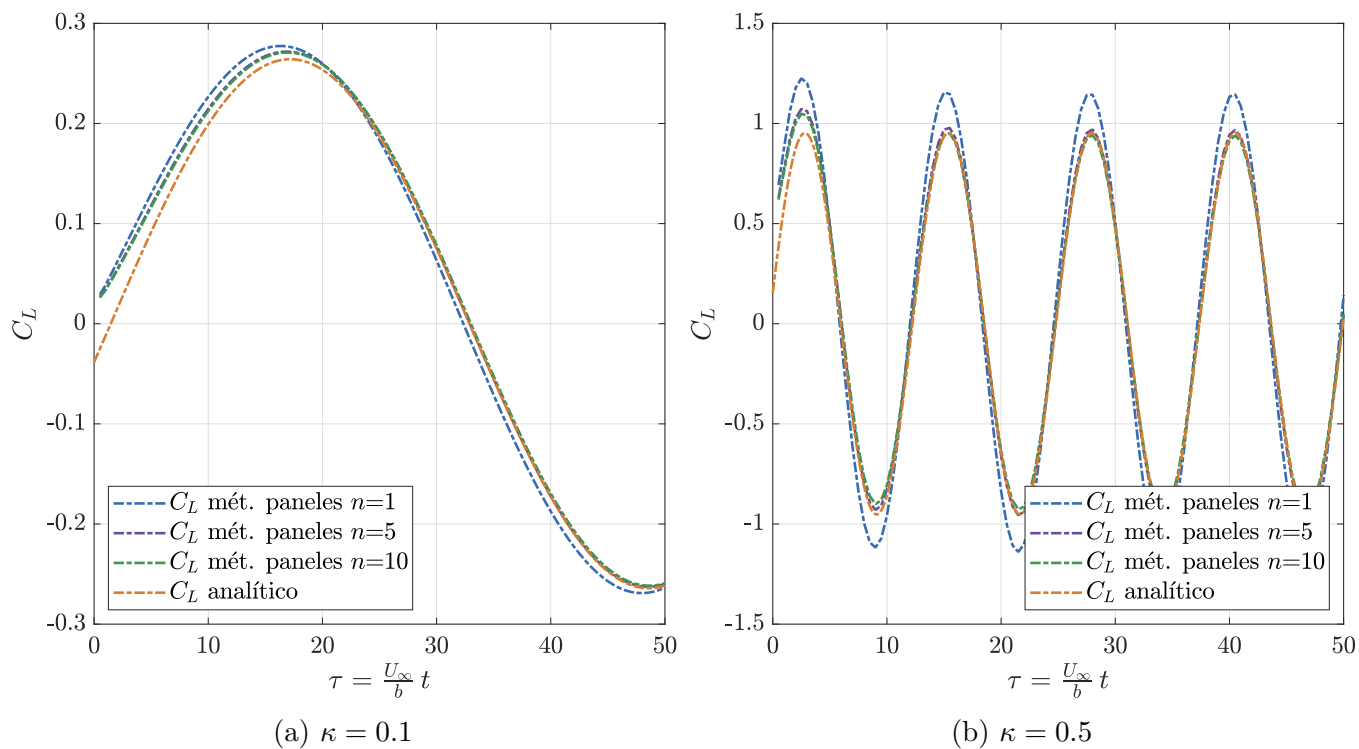 0.3
0.2
0.1
0
-0.1
-0.2
-0.3
C_L
C_L mét. paneles n=1
C_L mét. paneles n=5
C_L mét. paneles n=10
C_L analítico
0 10 20 30 40 50
τ = U_∞/b t
(a) κ = 0.1
1.5
1
0.5
0
-0.5
-1
-1.5
C_L
C_L mét. paneles n=1
C_L mét. paneles n=5
C_L mét. paneles n=10
C_L analítico
0 10 20 30 40 50
τ = U_∞/b t
(b) κ = 0.5